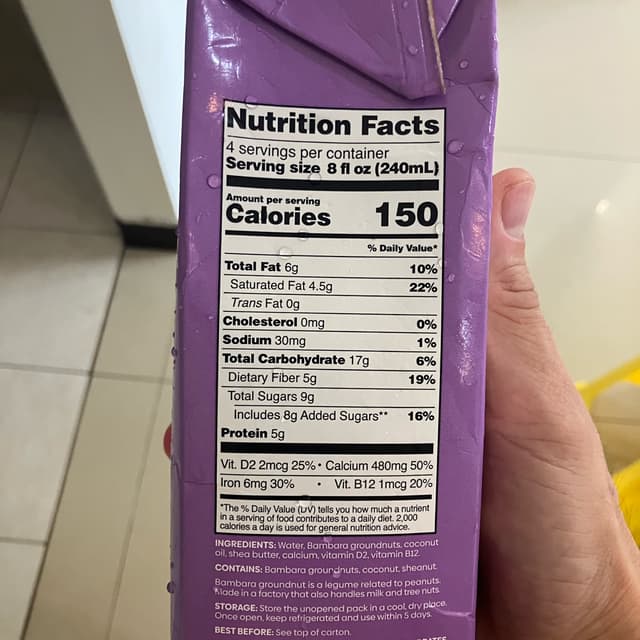 Nutrition Facts
4 servings per container
Serving size 8 fl oz (240mL)
Amount per serving
Calories 150
% Daily Value*
Total Fat 6g 10%
Saturated Fat 4.5g 22%
Trans Fat 0g
Cholesterol 0mg 0%
Sodium 30mg 1%
Total Carbohydrate 17g 6%
Dietary Fiber 5g 19%
Total Sugars 9g
Includes 8g Added Sugars** 16%
Protein 5g
Vit. D2 2mcg 25% • Calcium 480mg 50%
Iron 6mg 30% • Vit. B12 1mcg 20%
*The % Daily Value (DV) tells you how much a nutrient
in a serving of food contributes to a daily diet. 2,000
calories a day is used for general nutrition advice.
INGREDIENTS: Water, Bambara groundnuts, coconut
oil, shea butter, calcium, vitamin D2, vitamin B12.
CONTAINS: Bambara groundnuts, coconut, sheanut.
Bambara groundnut is a legume related to peanuts.
Made in a factory that also handles milk and tree nuts.
STORAGE: Store the unopened pack in a cool, dry place.
Once open, keep refrigerated and use within 5 days.
BEST BEFORE: See top of carton.